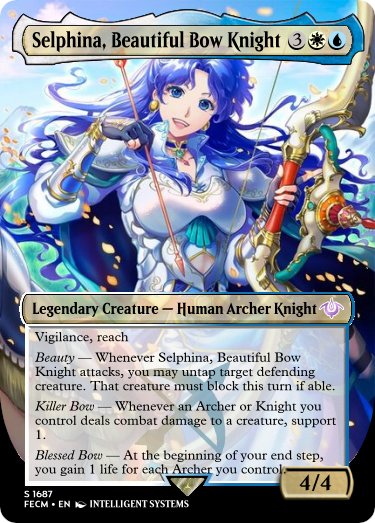 Selphina, Beautiful Bow Knight 3
Legendary Creature — Human Archer Knight
Vigilance, reach
Beauty — Whenever Selphina, Beautiful Bow
Knight attacks, you may untap target defending
creature. That creature must block this turn if able.
Killer Bow — Whenever an Archer or Knight you
control deals combat damage to a creature, support
1.
Blessed Bow — At the beginning of your end step,
you gain 1 life for each Archer you control.
4/4
S 1687
FECM • EN INTELLIGENT SYSTEMS